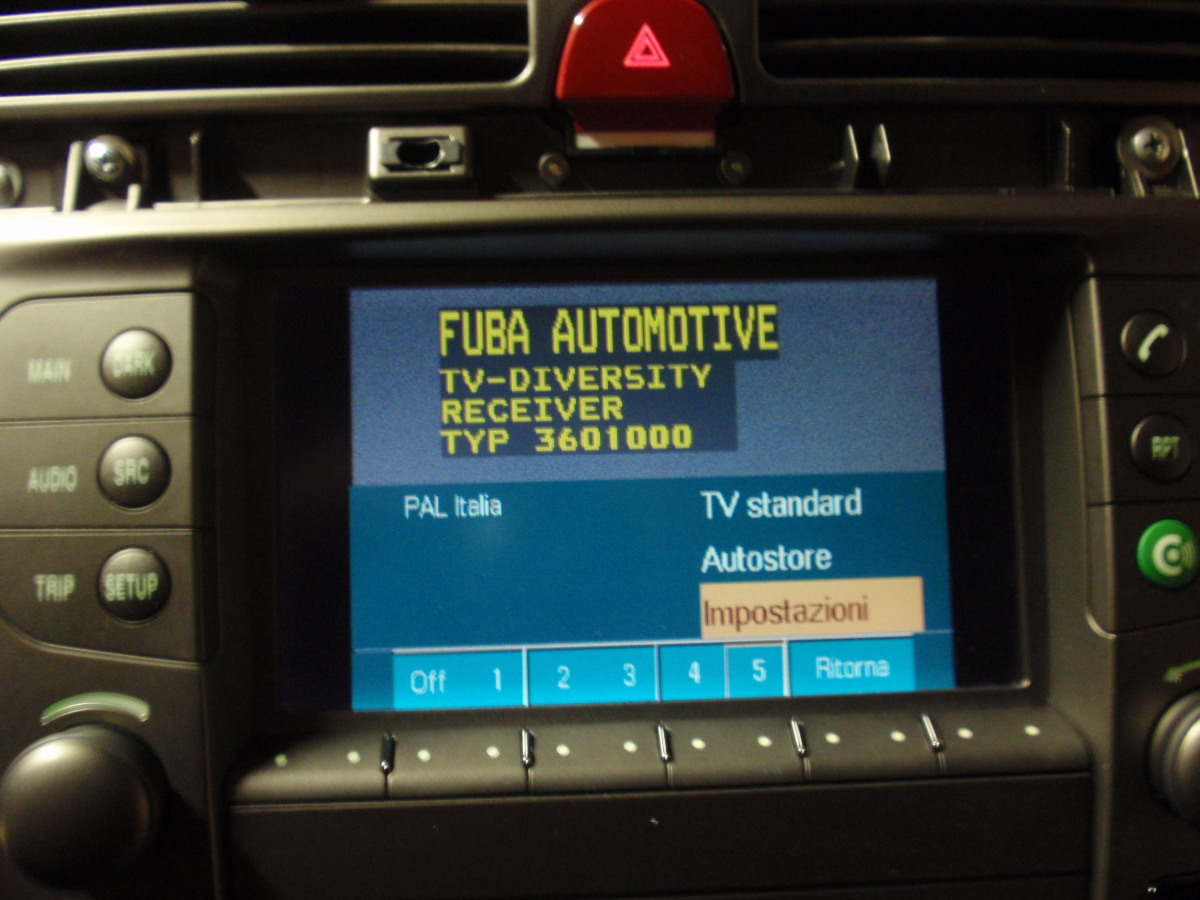 FUBA AUTOMOTIVE
TV-DIVERSITY
RECEIVER
TYP 3601000
MAIN DARK
AUDIO SRC
TRIP SETUP
PAL Italia TV standard
Autostore
Impostazioni
Off 1 2 3 4 5 Ritorna
RPT